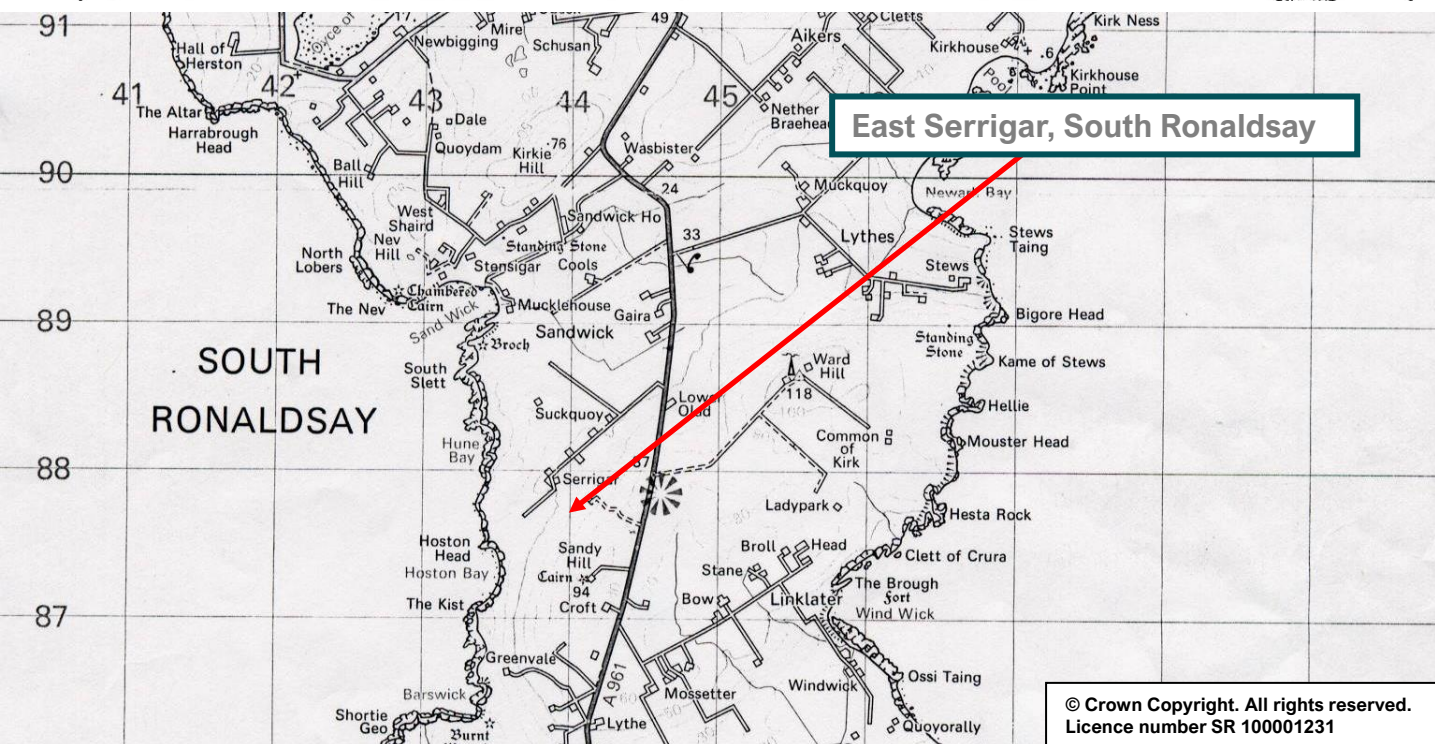 91
49
Cletts
Kirk Ness
Mire
Hall of
Herston
Newbigging
Schusan
Aikers
Kirkhouse
6
Pool
8
Kirkhouse
Point
41
42
43
44
45
The Altar
Harrabrough
Head
Dale
Quoydam
Nether
Braehead
East Serrigar, South Ronaldsay
Kirkie
Hill
76
Wasbister
90
Ball
Hill
24
Muckquoy
Newark Bay
West
Shaird
Sandwick Ho
Nev
Hill
Standing Stone
33
Lythes
Stews
Taing
North
Lobers
Stensigar
Cools
Stews
The Nev
Chambered
Cairn
Mucklehouse
Gaira
Bigore Head
89
Sand Wick
Sandwick
Broch
Standing
Stone
SOUTH
RONALDSAY
South
Slett
Ward
Hill
118
Kame of Stews
Suckquoy
Lower
Olad
Hellie
Hune
Bay
Common
of
Kirk
Mouster Head
88
87
Serrigar
Ladypark
Hesta Rock
Hoston
Head
Hoston Bay
Sandy
Hill
Cairn
94
Broll
Head
Clett of Crura
Stane
The Brough
Fort
The Kist
Croft
Bow
Linklater
Wind Wick
87
Greenvale
A 961
Mossetter
Windwick
Ossi Taing
Barswick
Shortie
Geo
Burnt
Lythe
Quoyorally
© Crown Copyright. All rights reserved.
Licence number SR 100001231